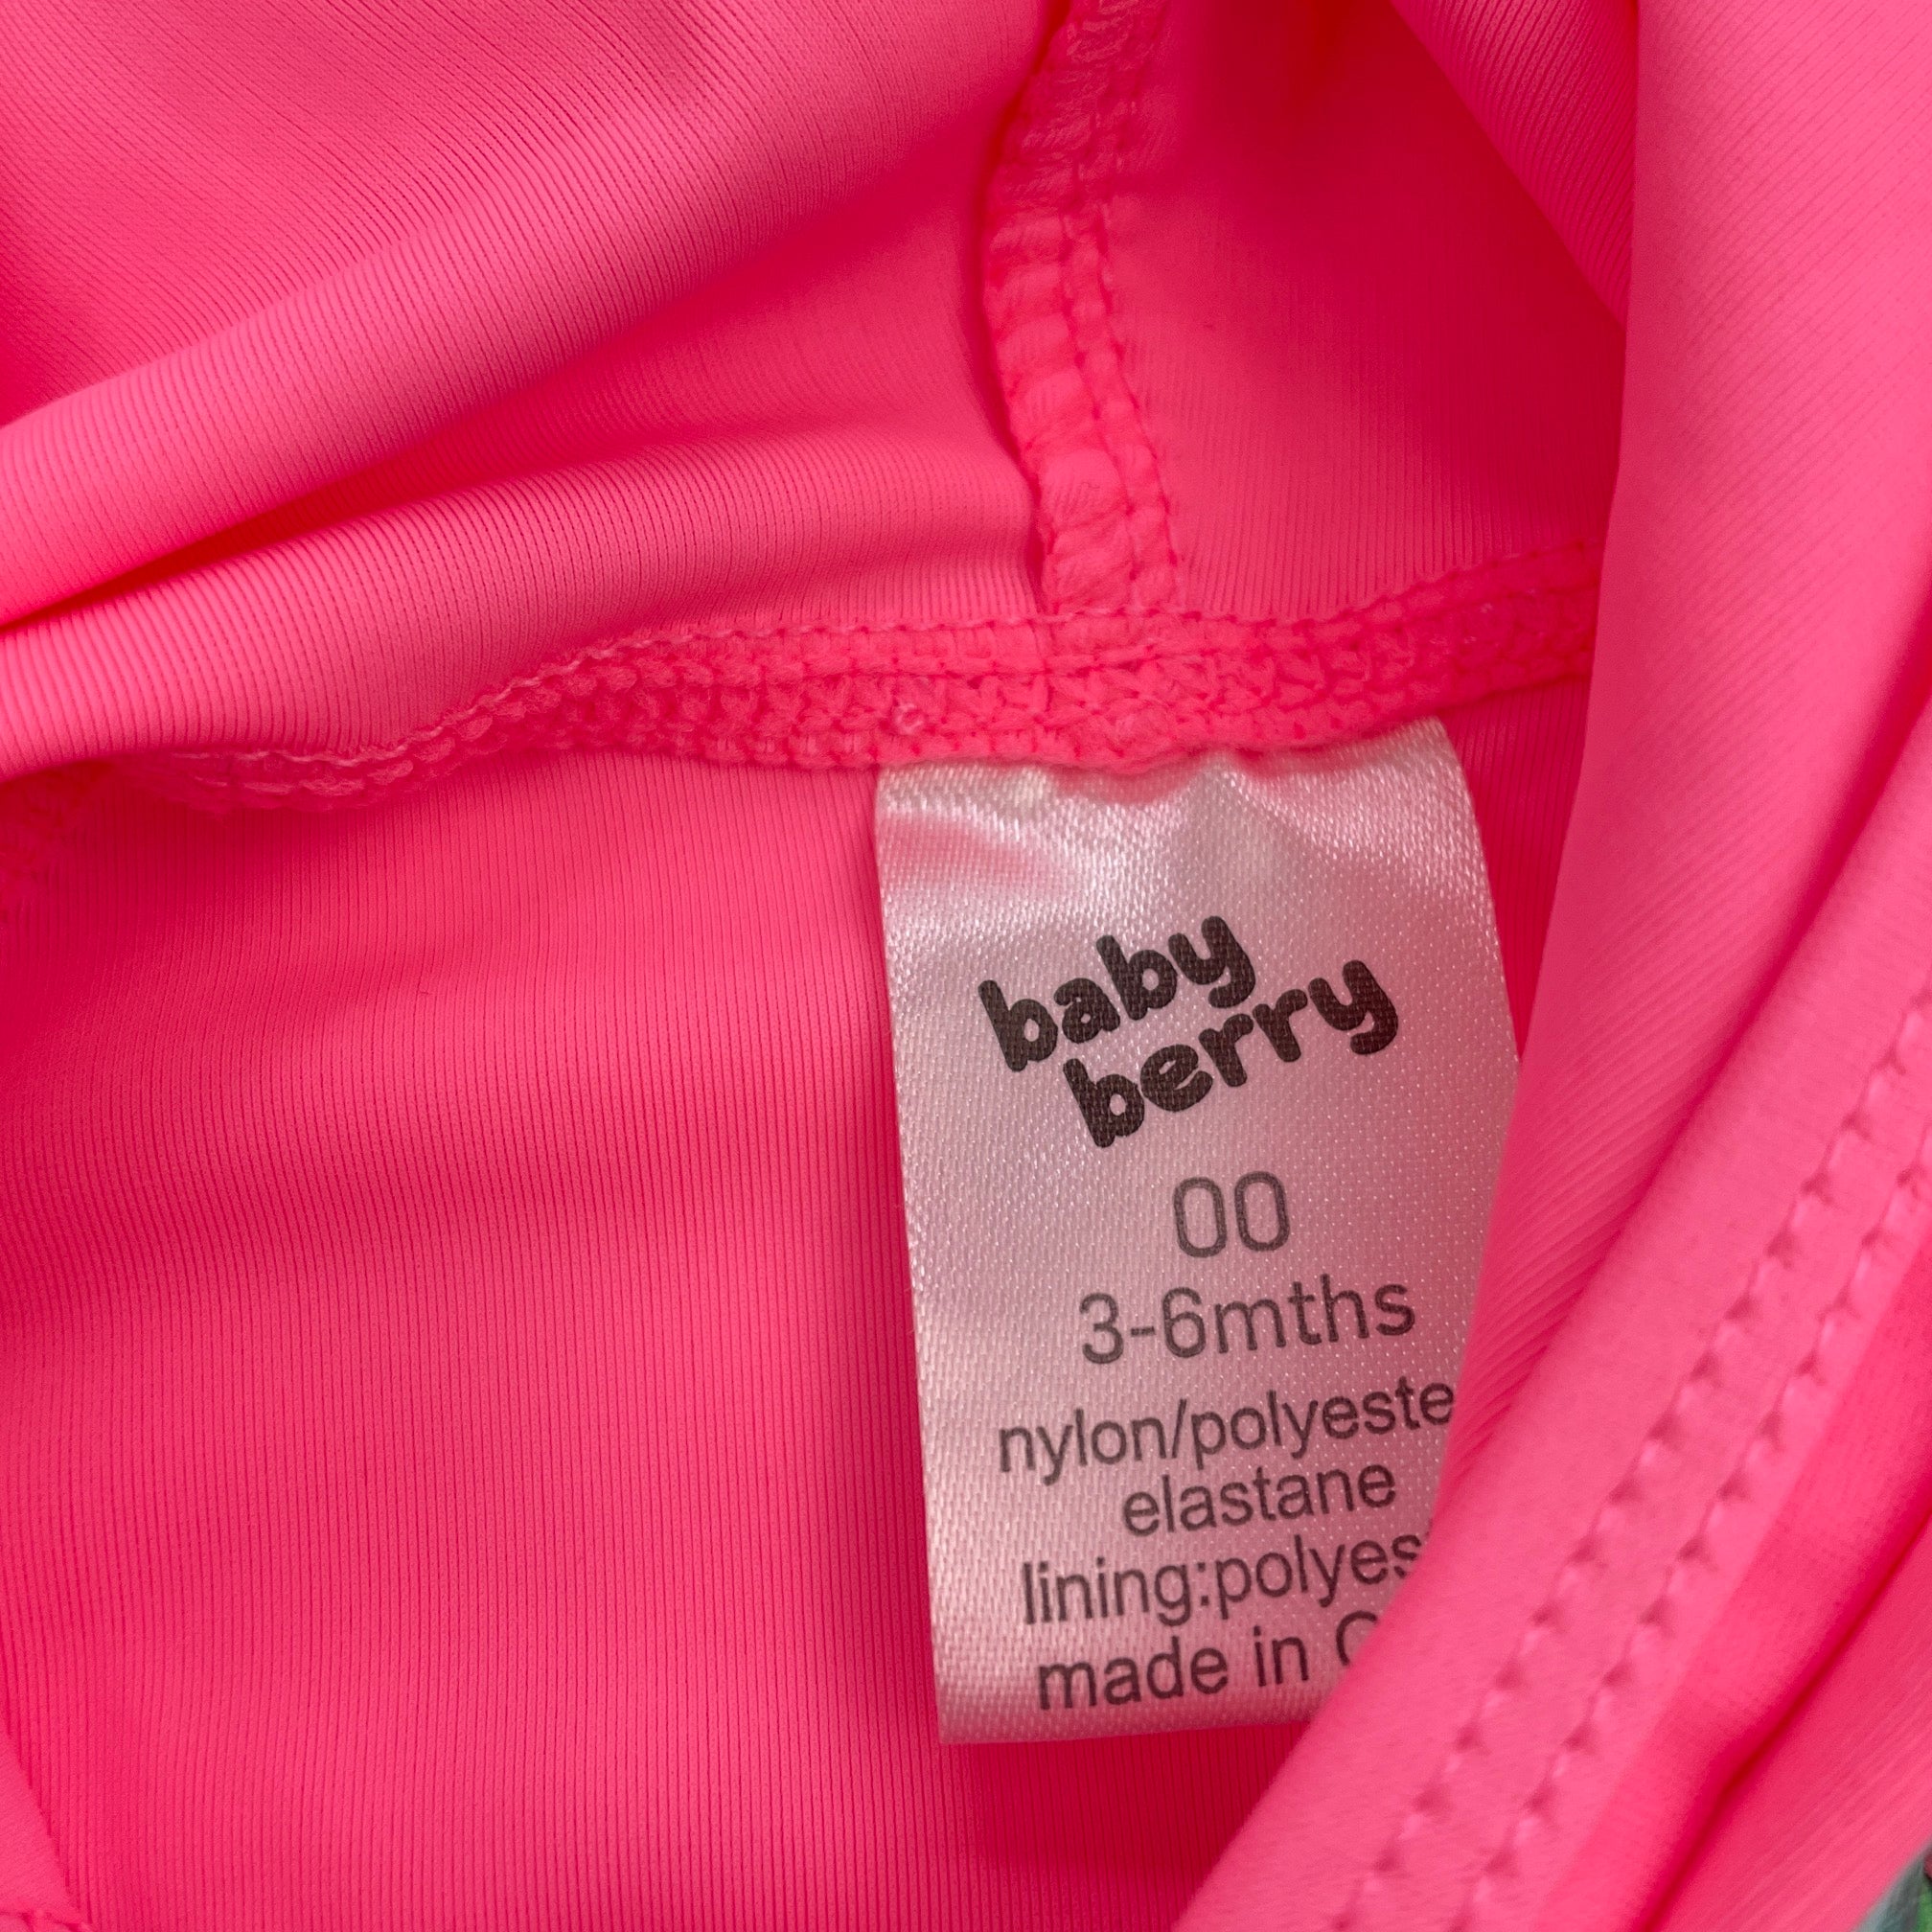 baby
berry
00
3-6mths
nylon/polyeste
elastane
lining:polyes
made in